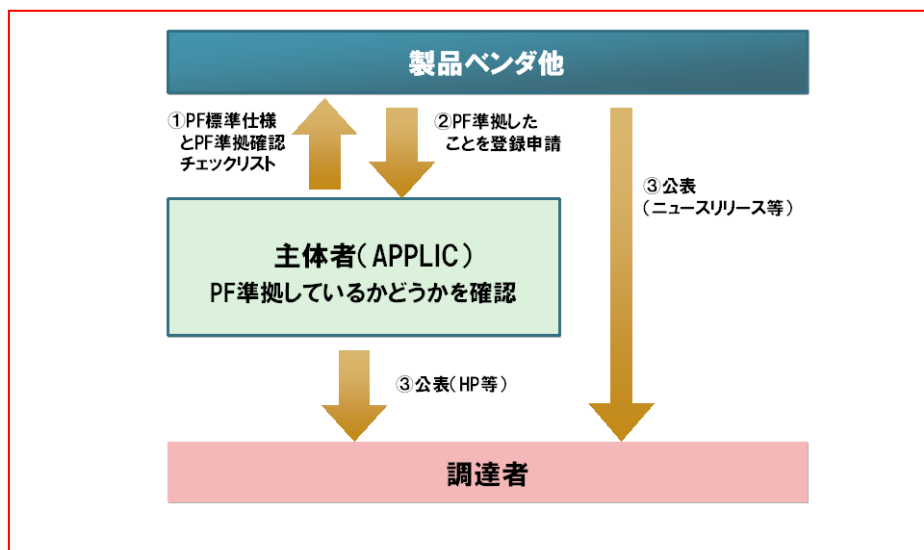 製品ベンダ他
①PF標準仕様
とPF準拠確認
チェックリスト
②PF準拠した
ことを登録申請
③公表
(ニュースリリース等)
主体者(APPLIC)
PF準拠しているかどうかを確認
③公表(HP等)
調達者